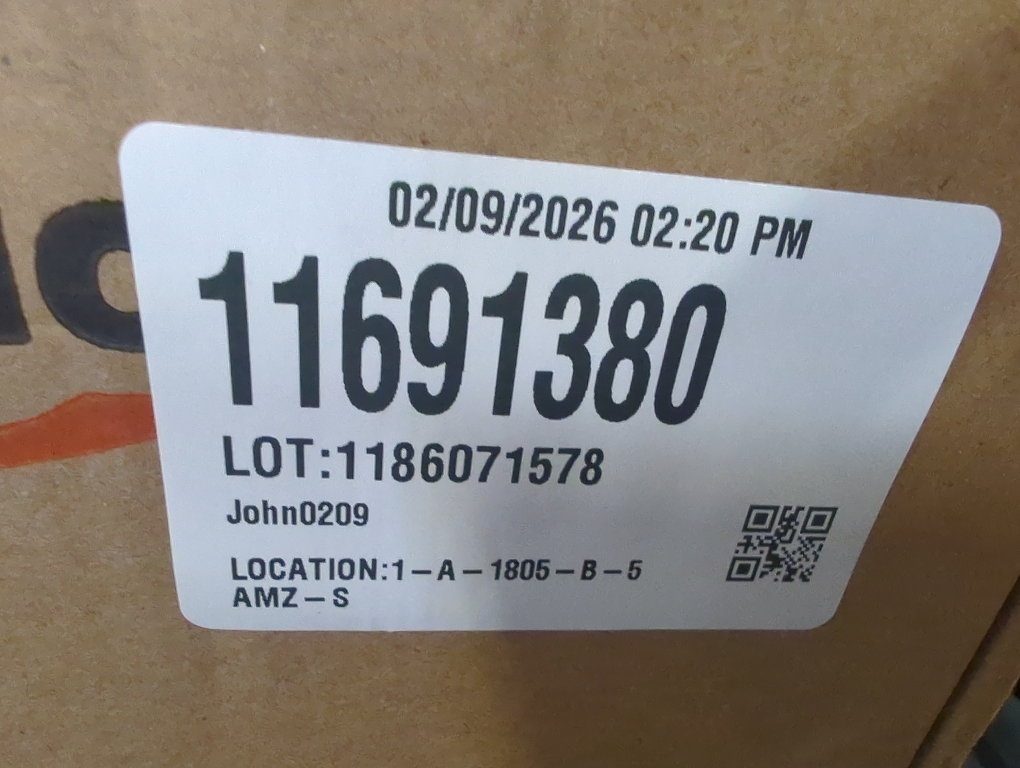 02/09/2026 02:20 PM
11691380
LOT:1186071578
John0209
LOCATION:1-A-1805-B-5
AMZ-S